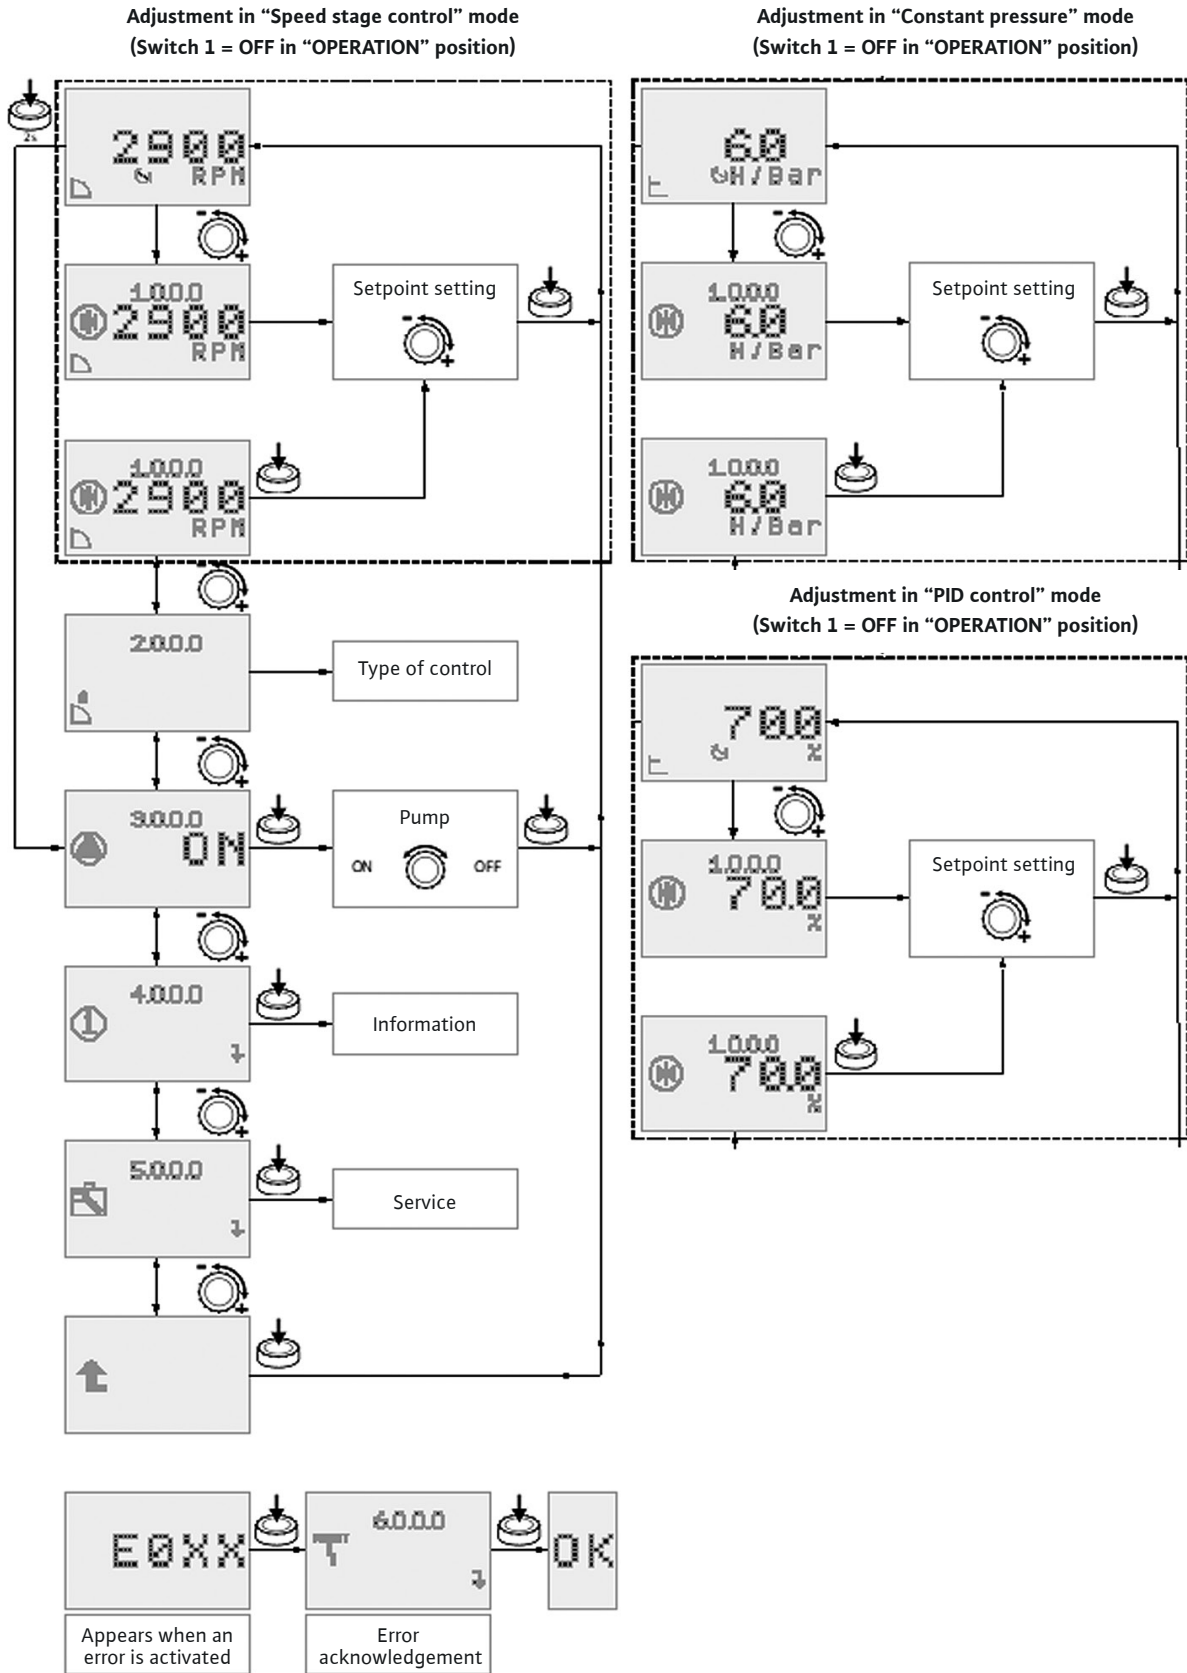 Adjustment in “Speed stage control” mode
(Switch 1 = OFF in “OPERATION” position)
2s
2900
RPM
1.0.0.0
2900
RPM
Setpoint setting
- +
1.0.0.0
2900
RPM
2.0.0.0
Type of control
3.0.0.0
ON
Pump
ON OFF
4.0.0.0
1
Information
5.0.0.0
Service
E0XX
6.0.0.0
OK
Appears when an
error is activated
Error
acknowledgement
Adjustment in “Constant pressure” mode
(Switch 1 = OFF in “OPERATION” position)
6.0
H/Bar
1.0.0.0
6.0
H/Bar
Setpoint setting
- +
1.0.0.0
6.0
H/Bar
Adjustment in “PID control” mode
(Switch 1 = OFF in “OPERATION” position)
70.0
%
1.0.0.0
70.0
%
Setpoint setting
- +
1.0.0.0
70.0
%